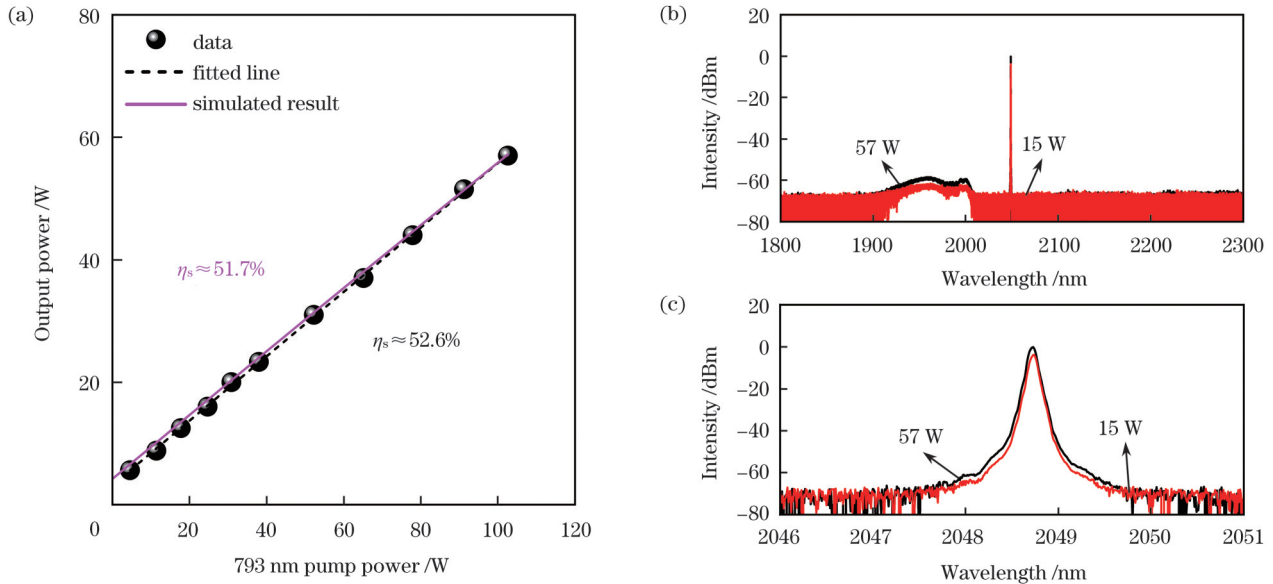 (a)
80
60
40
20
0 20 40 60 80 100 120
Output power /W
793 nm pump power /W
data
fitted line
simulated result
ηs≈51.7%
ηs≈52.6%
(b)
20
0
−20
−40
−60
−80
Intensity /dBm
57 W
15 W
1800 1900 2000 2100 2200 2300
Wavelength /nm
(c)
20
0
−20
−40
−60
−80
Intensity /dBm
57 W
15 W
2046 2047 2048 2049 2050 2051
Wavelength /nm